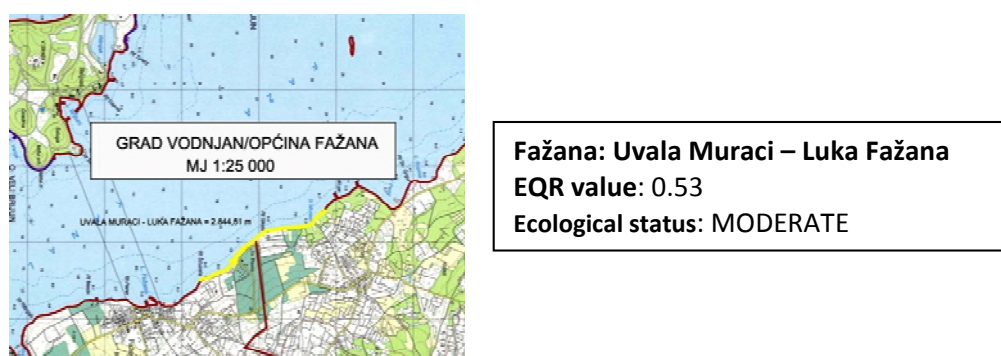 GRAD VODNJAN/OPĆINA FAŽANA
MJ 1:25 000
UVALA MURACI - LUKA FAŽANA = 2.844,61 m
Fažana: Uvala Muraci – Luka Fažana
EQR value: 0.53
Ecological status: MODERATE